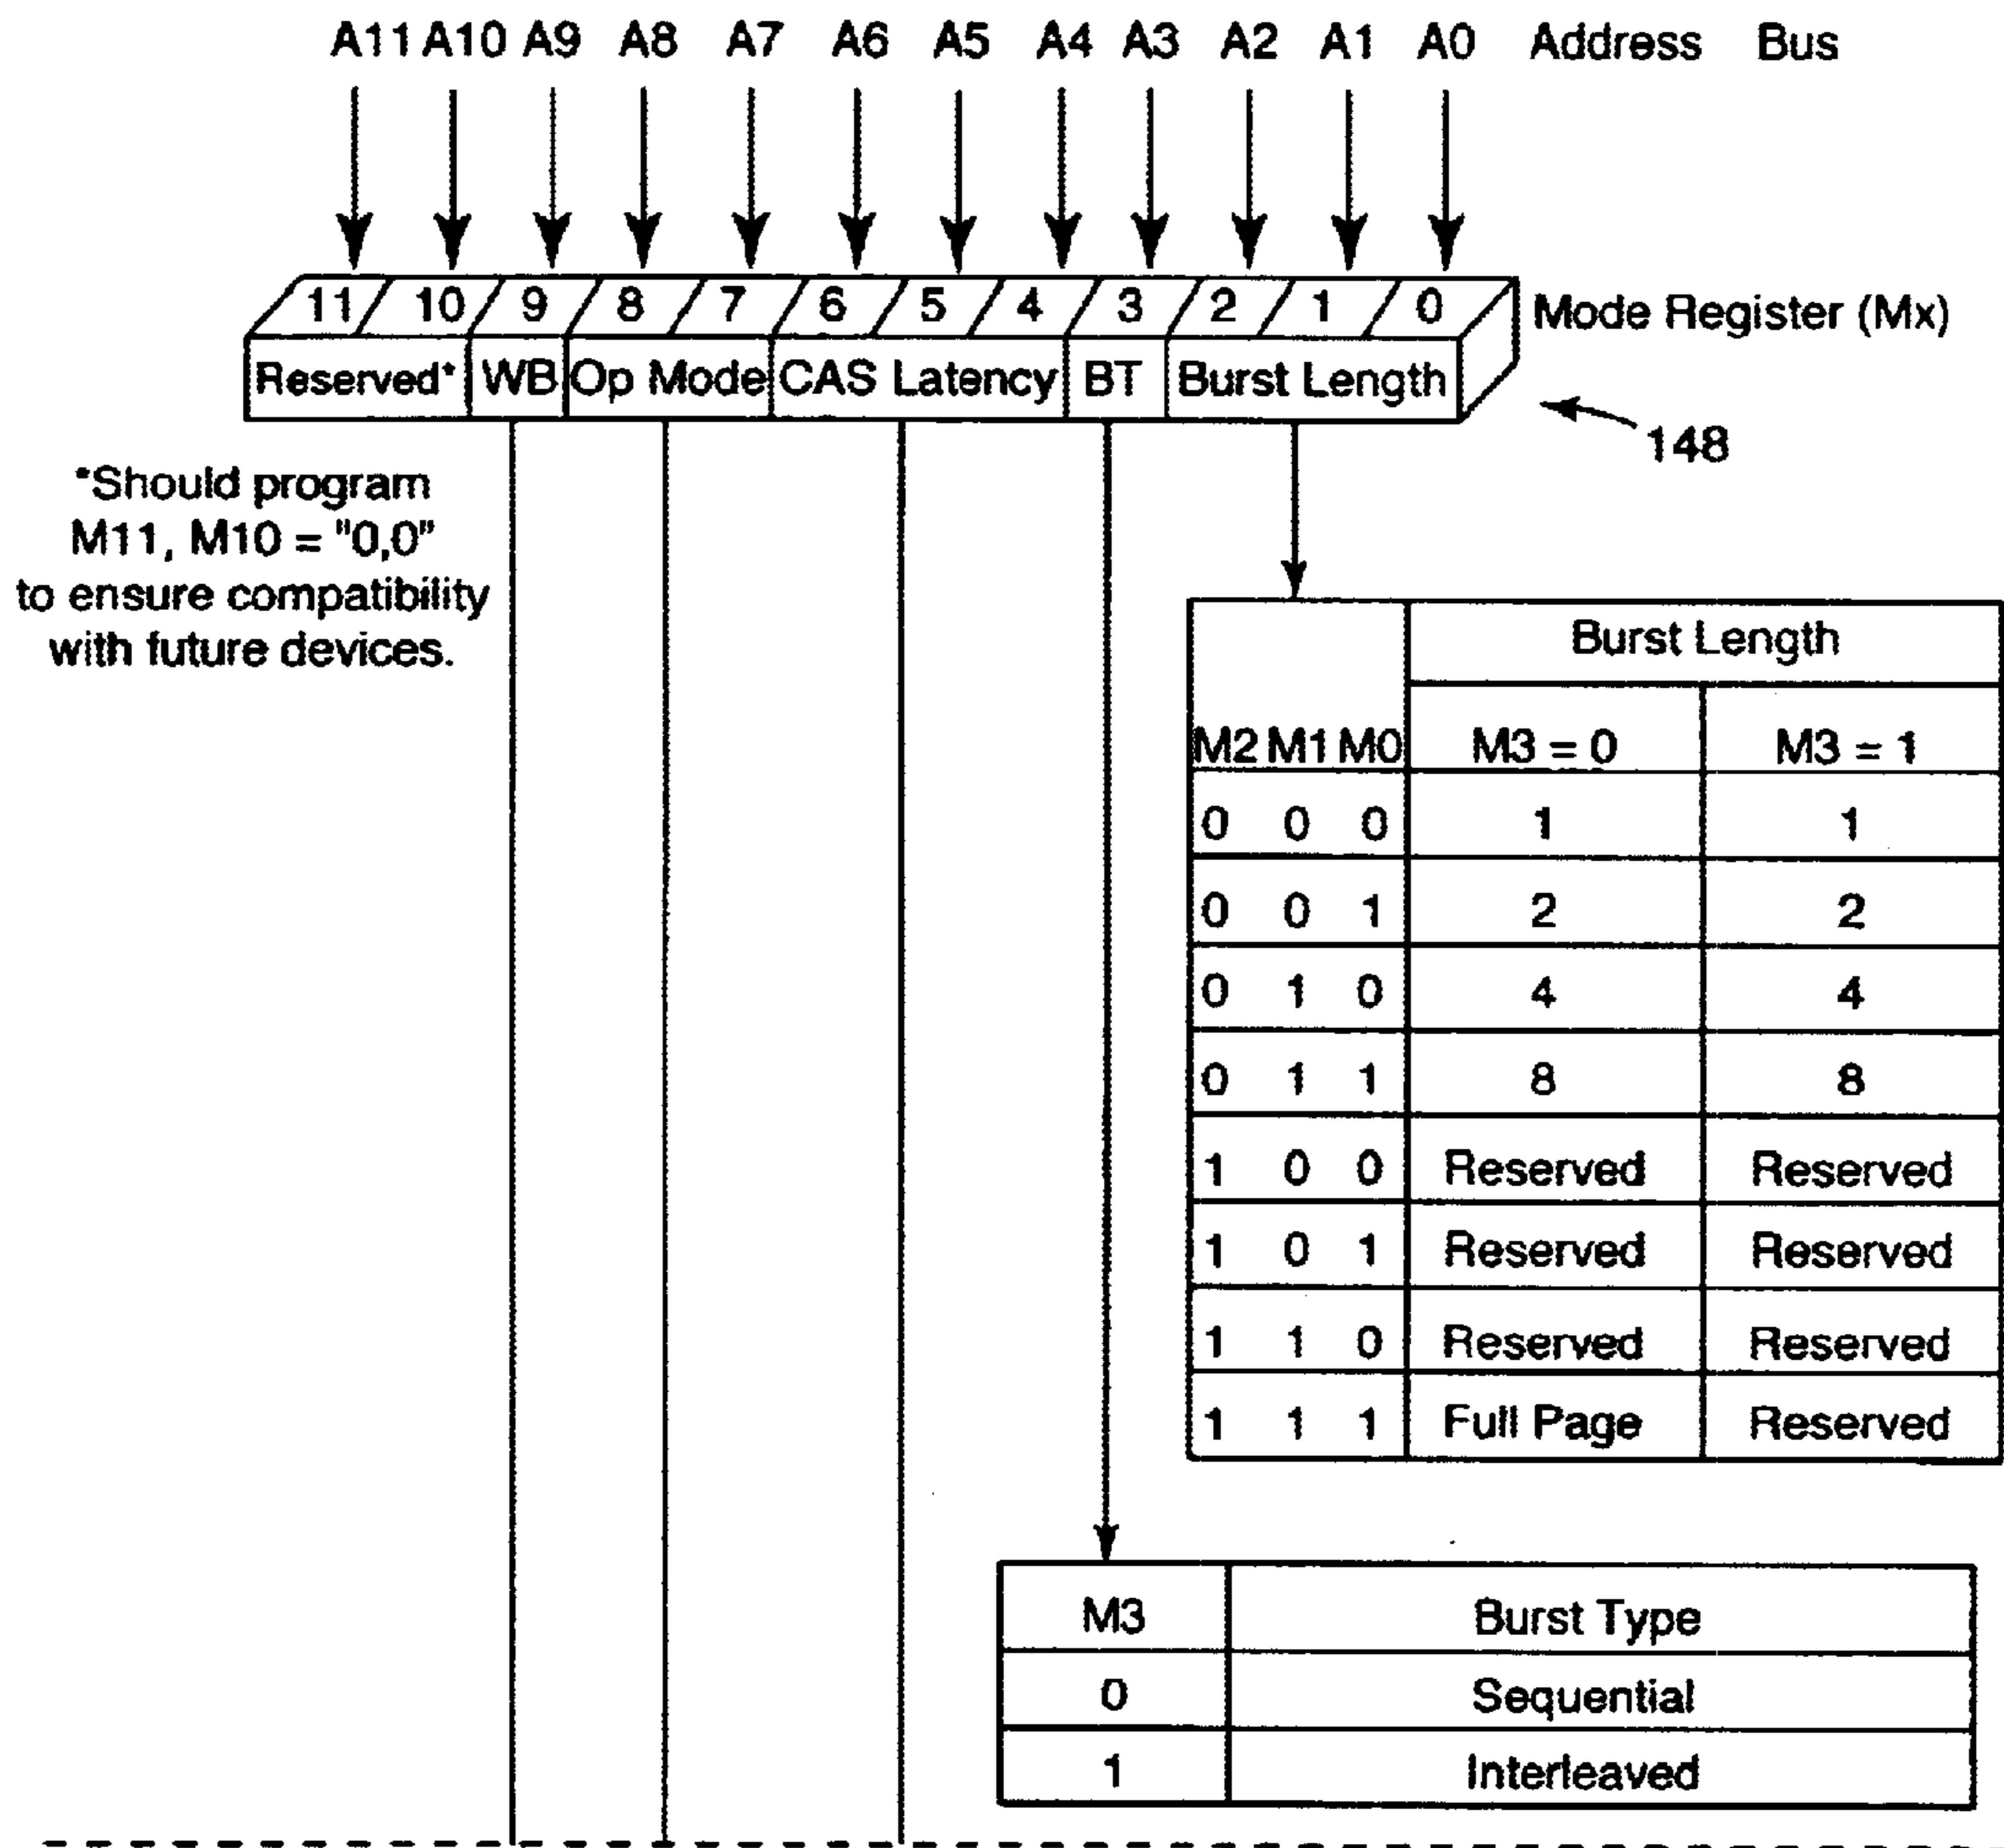 A11 A10 A9 A8 A7 A6 A5 A4 A3 A2 A1 A0 Address Bus
11 10 9 8 7 6 5 4 3 2 1 0 Mode Register (Mx)
Reserved* WB Op Mode CAS Latency BT Burst Length
148
*Should program
M11, M10 = "0,0"
to ensure compatibility
with future devices.
Burst Length
M2 M1 M0 M3 = 0 M3 = 1
0 0 0 1 1
0 0 1 2 2
0 1 0 4 4
0 1 1 8 8
1 0 0 Reserved Reserved
1 0 1 Reserved Reserved
1 1 0 Reserved Reserved
1 1 1 Full Page Reserved
M3 Burst Type
0 Sequential
1 Interleaved